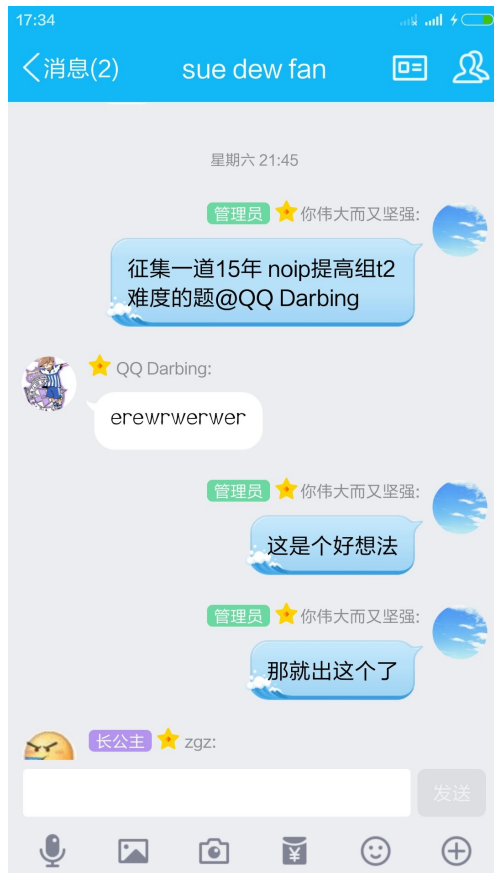 17:34
消息(2)
sue dew fan
星期六 21:45
管理员 你伟大而又坚强:
征集一道15年 noip提高组t2
难度的题@QQ Darbing
QQ Darbing:
erewrwerwer
管理员 你伟大而又坚强:
这是个好想法
管理员 你伟大而又坚强:
那就出这个了
长公主 zgz:
发送